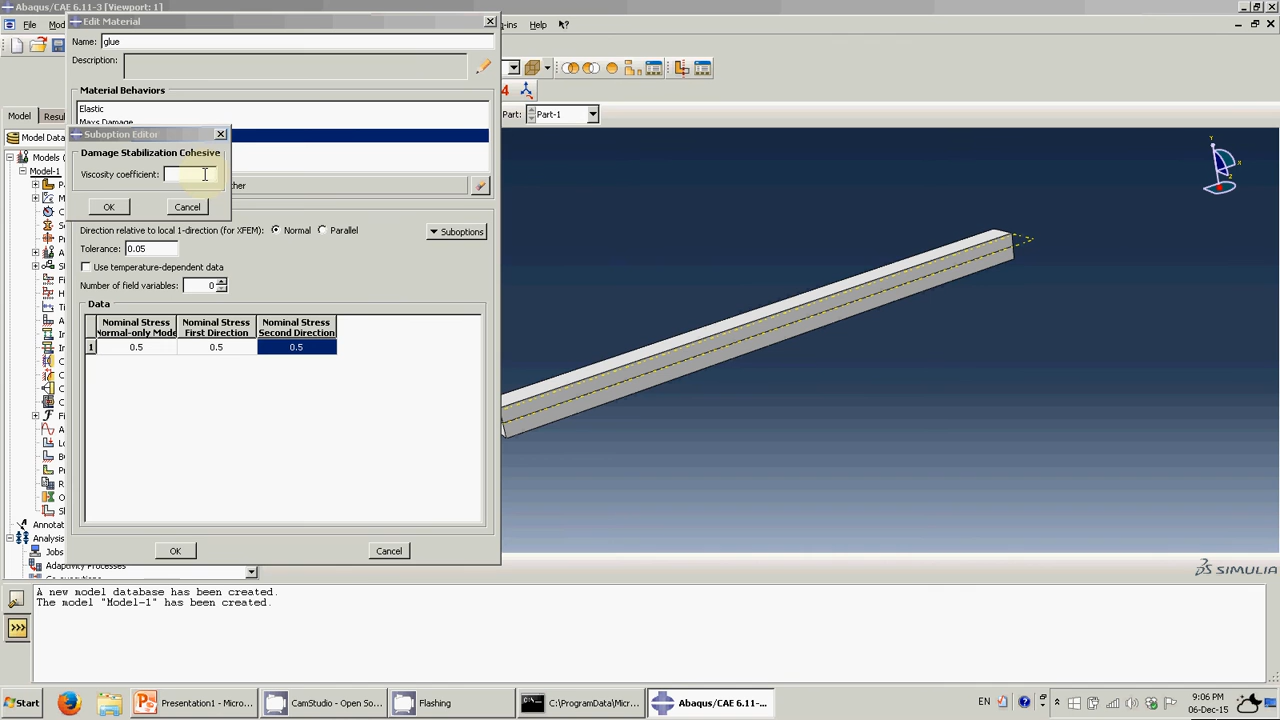 Abaqus/CAE 6.11-3 [Viewport: 1]
File
Edit Material
Help
Name: glue
Description:
Material Behaviors
Elastic
Maxs Damage
Suboption Editor
Damage Stabilization Cohesive
Viscosity coefficient:
OK Cancel
Direction relative to local 1-direction (for XFEM): Normal Parallel
Suboptions
Tolerance: 0.05
Use temperature-dependent data
Number of field variables: 0
Data
Nominal Stress Normal-only Mode
Nominal Stress First Direction
Nominal Stress Second Direction
1 0.5 0.5 0.5
OK Cancel
Part: Part-1
Model
Models
Model-1
Analysis
Jobs
Adaptivity Processes
Y
X
Z
SIMULIA
A new model database has been created.
The model "Model-1" has been created.
Start
Presentation1 - Micro...
CamStudio - Open So...
Flashing
C:\ProgramData\Micr...
Abaqus/CAE 6.11-...
EN
9:06 PM
06-Dec-15